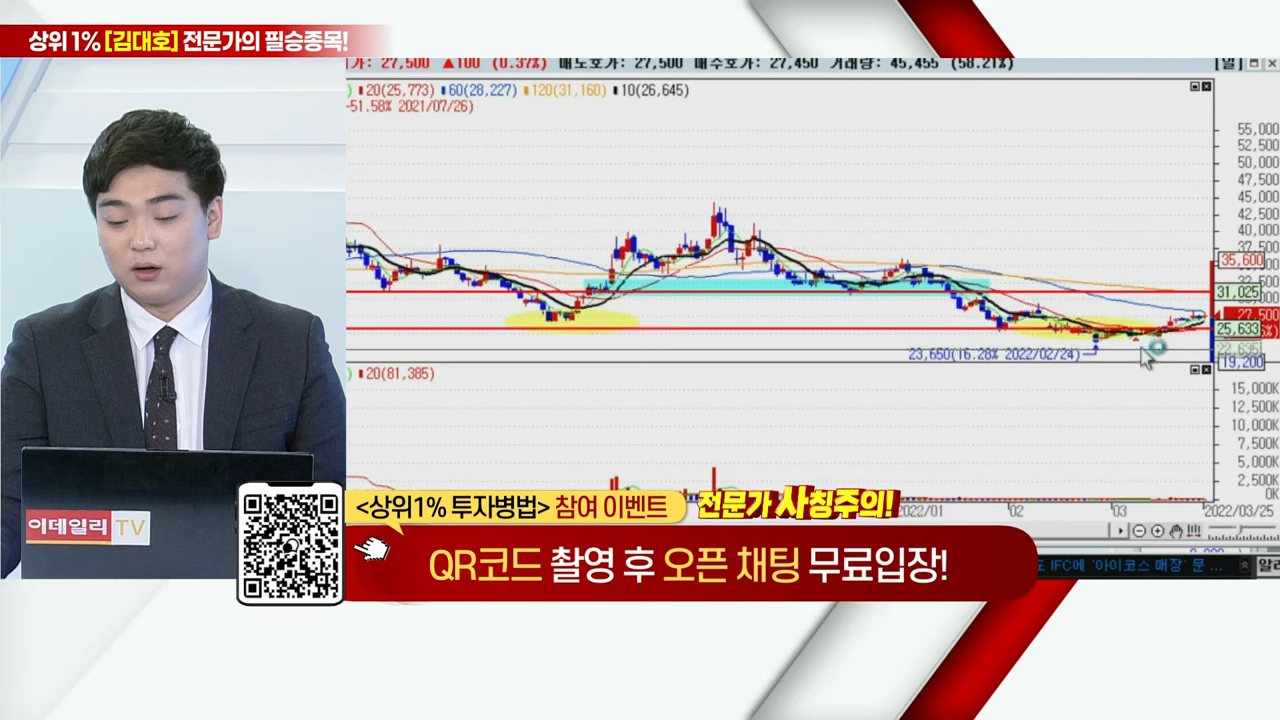 상위 1% [김대호] 전문가의 필승종목!
가: 27,500 ▲100 (0.37%) 매도호가: 27,500 매수호가: 27,450 거래량: 45,455 (58.21%) [일]
) 20(25,773) 60(28,227) 120(31,160) 10(26,645)
-51.58% 2021/07/26)
55,000
52,500
50,000
47,500
45,000
42,500
40,000
37,500
35,600
31,025
27,500
25,633
22,635
19,200
23,650(16.28% 2022/02/24)
) 20(81,385)
15,000K
12,500K
10,000K
7,500K
5,000K
2,500K
0K
2022/01 02 03 2022/03/25
이데일리 TV
<상위1% 투자병법> 참여 이벤트
전문가 사칭주의!
QR코드 촬영 후 오픈 채팅 무료입장!
도 IFC에 '아이코스 매장' 문 ...
알리